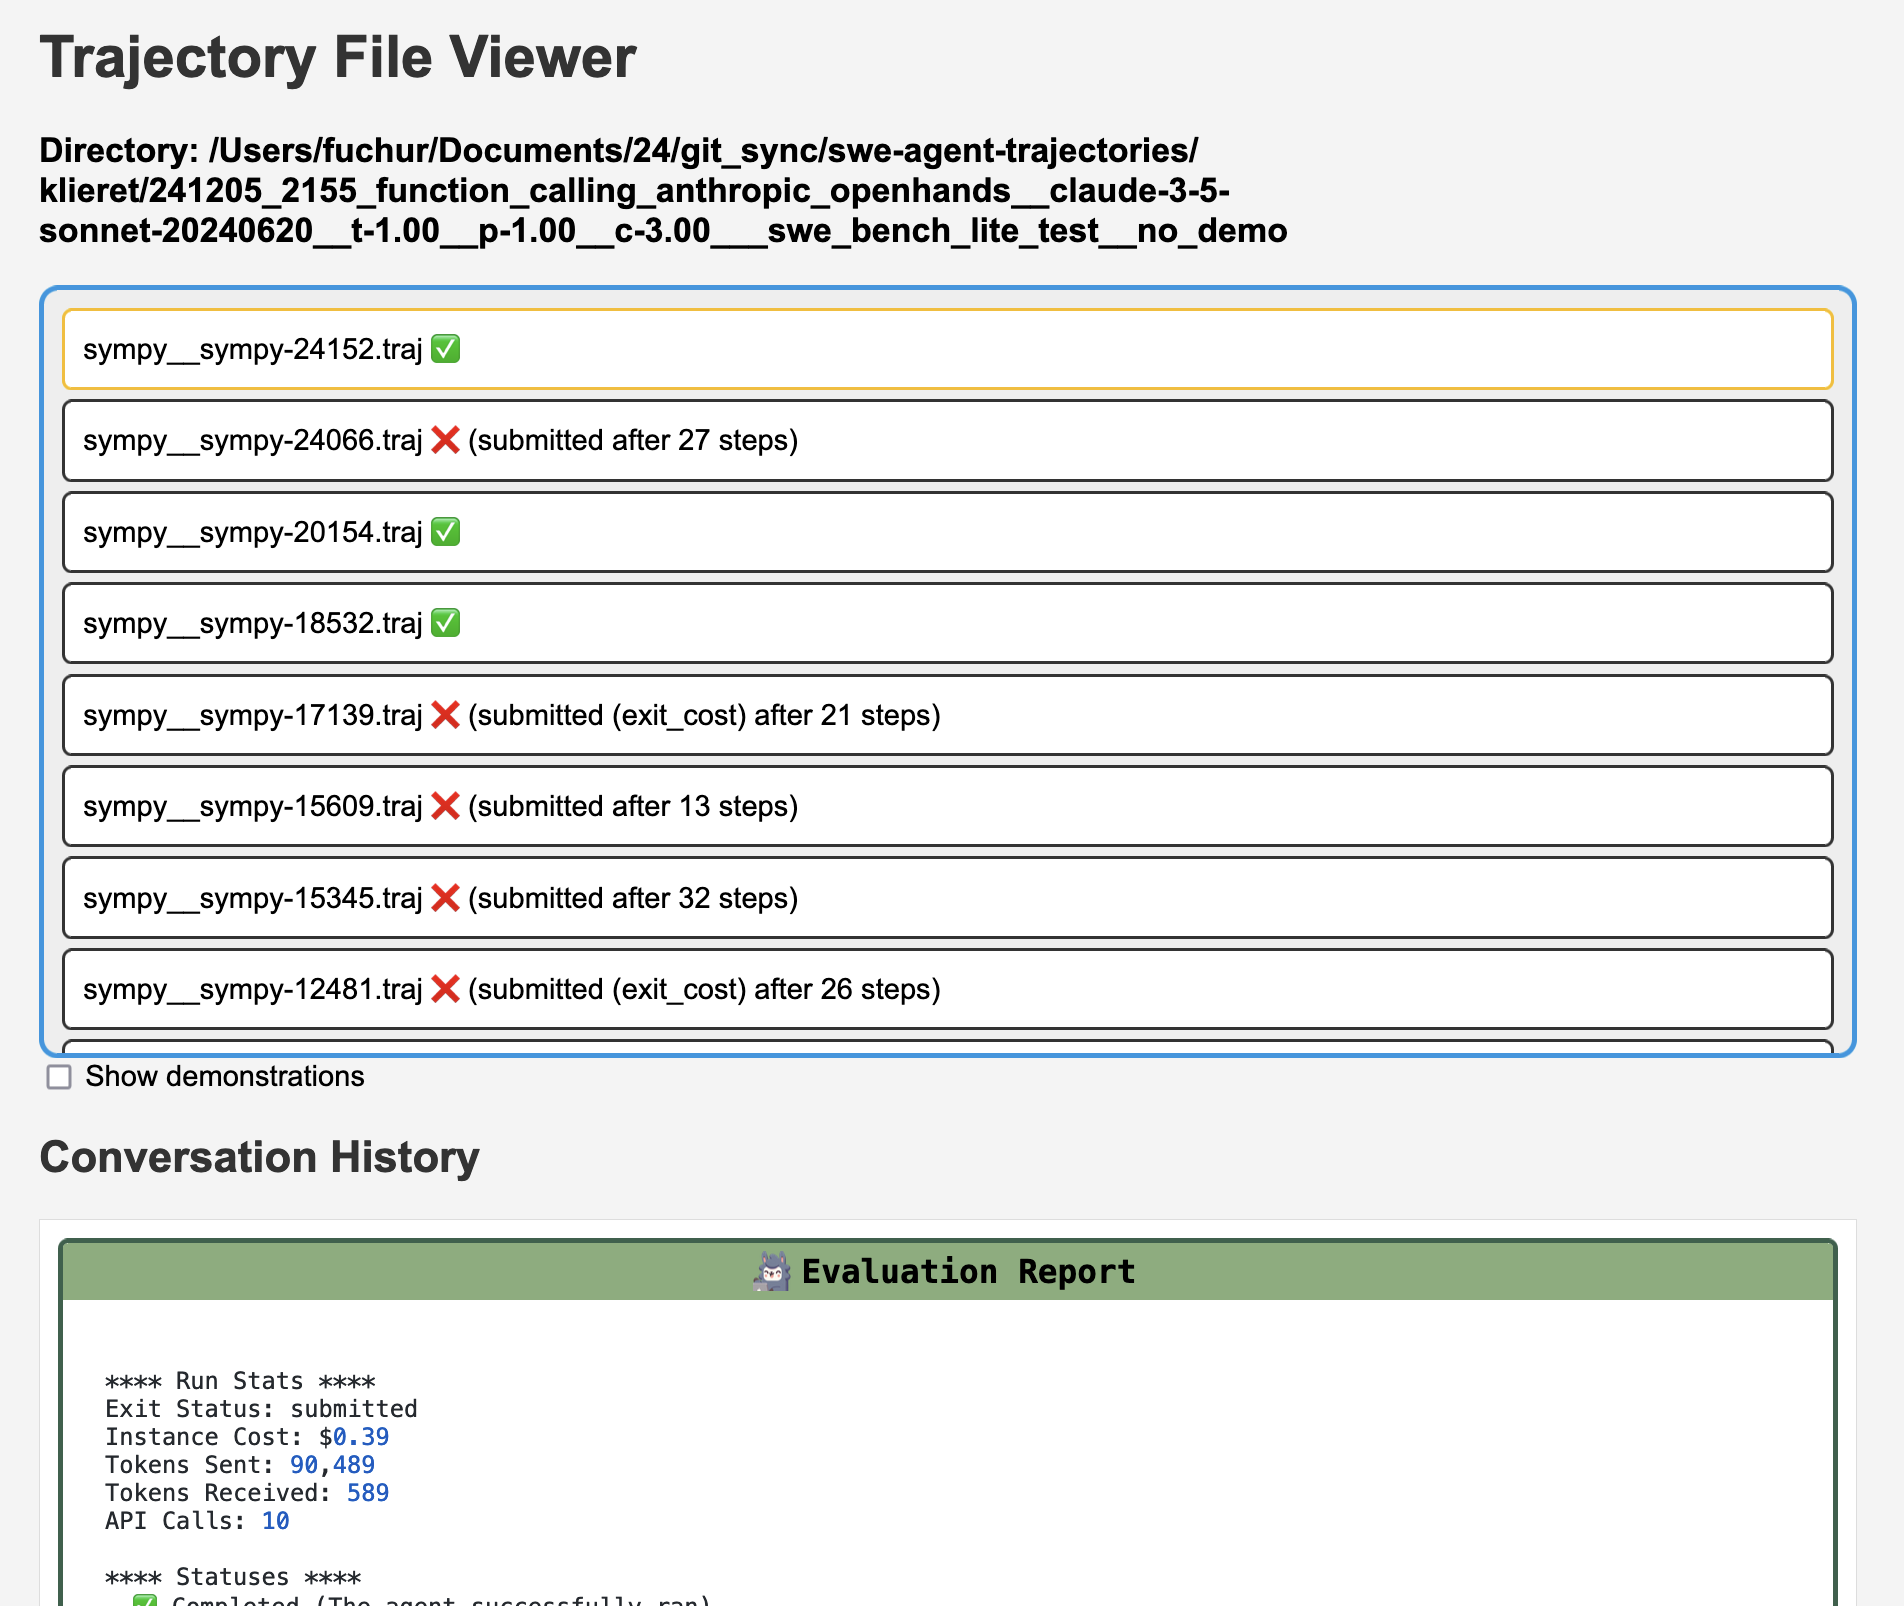 Trajectory File Viewer
Directory: /Users/fuchur/Documents/24/git_sync/swe-agent-trajectories/
klieret/241205_2155_function_calling_anthropic_openhands__claude-3-5-
sonnet-20240620__t-1.00__p-1.00__c-3.00___swe_bench_lite_test__no_demo
sympy__sympy-24152.traj ✅
sympy__sympy-24066.traj ❌ (submitted after 27 steps)
sympy__sympy-20154.traj ✅
sympy__sympy-18532.traj ✅
sympy__sympy-17139.traj ❌ (submitted (exit_cost) after 21 steps)
sympy__sympy-15609.traj ❌ (submitted after 13 steps)
sympy__sympy-15345.traj ❌ (submitted after 32 steps)
sympy__sympy-12481.traj ❌ (submitted (exit_cost) after 26 steps)
Show demonstrations
Conversation History
Evaluation Report
**** Run Stats ****
Exit Status: submitted
Instance Cost: $0.39
Tokens Sent: 90,489
Tokens Received: 589
API Calls: 10
**** Statuses ****
✅ Completed (The agent successfully ran)